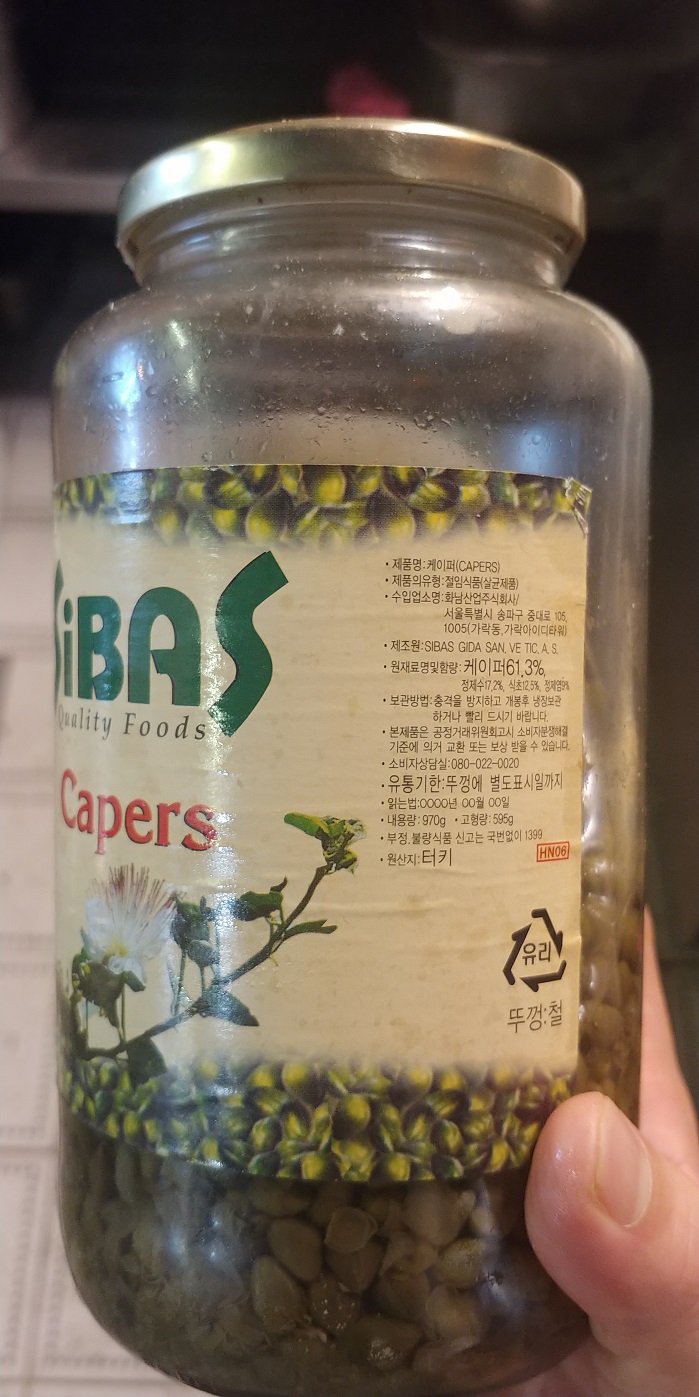 SiBAS
Quality Foods
Capers
• 제품명:케이퍼(CAPERS)
• 제품의유형:절임식품(살균제품)
• 수입업소명:화남산업주식회사/
서울특별시 송파구 중대로 105,
1005(가락동,가락아이디타워)
• 제조원:SIBAS GIDA SAN. VE TIC. A. S.
• 원재료명및함량:케이퍼61.3%,
정제수17.2%, 식초12.5%, 정제염9%
• 보관방법:충격을 방지하고 개봉후 냉장보관
하거나 빨리 드시기 바랍니다.
• 본제품은 공정거래위원회고시 소비자분쟁해결
기준에 의거 교환 또는 보상 받을 수 있습니다.
• 소비자상담실:080-022-0020
• 유통기한:뚜껑에 별도표시일까지
• 읽는법:0000년 00월 00일
• 내용량:970g • 고형량:595g
• 부정,불량식품 신고는 국번없이 1399
• 원산지:터키
HN06
유리
뚜껑:철